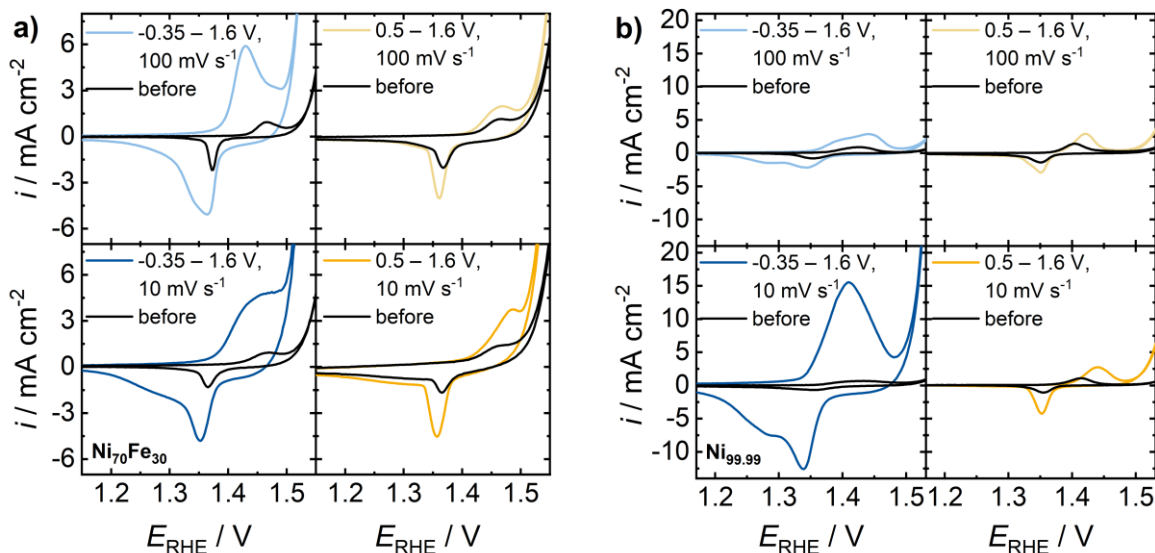 a)
-0.35 – 1.6 V,
100 mV s⁻¹
before
0.5 – 1.6 V,
100 mV s⁻¹
before
6
3
0
-3
-6
i / mA cm⁻²
-0.35 – 1.6 V,
10 mV s⁻¹
before
0.5 – 1.6 V,
10 mV s⁻¹
before
6
3
0
-3
-6
i / mA cm⁻²
Ni₇₀Fe₃₀
1.2 1.3 1.4 1.5 1.2 1.3 1.4 1.5
E_RHE / V E_RHE / V
b)
-0.35 – 1.6 V,
100 mV s⁻¹
before
0.5 – 1.6 V,
100 mV s⁻¹
before
20
15
10
5
0
-5
-10
i / mA cm⁻²
-0.35 – 1.6 V,
10 mV s⁻¹
before
0.5 – 1.6 V,
10 mV s⁻¹
before
20
15
10
5
0
-5
-10
i / mA cm⁻²
Ni₉₉.₉₉
1.2 1.3 1.4 1.5 1.2 1.3 1.4 1.5
E_RHE / V E_RHE / V